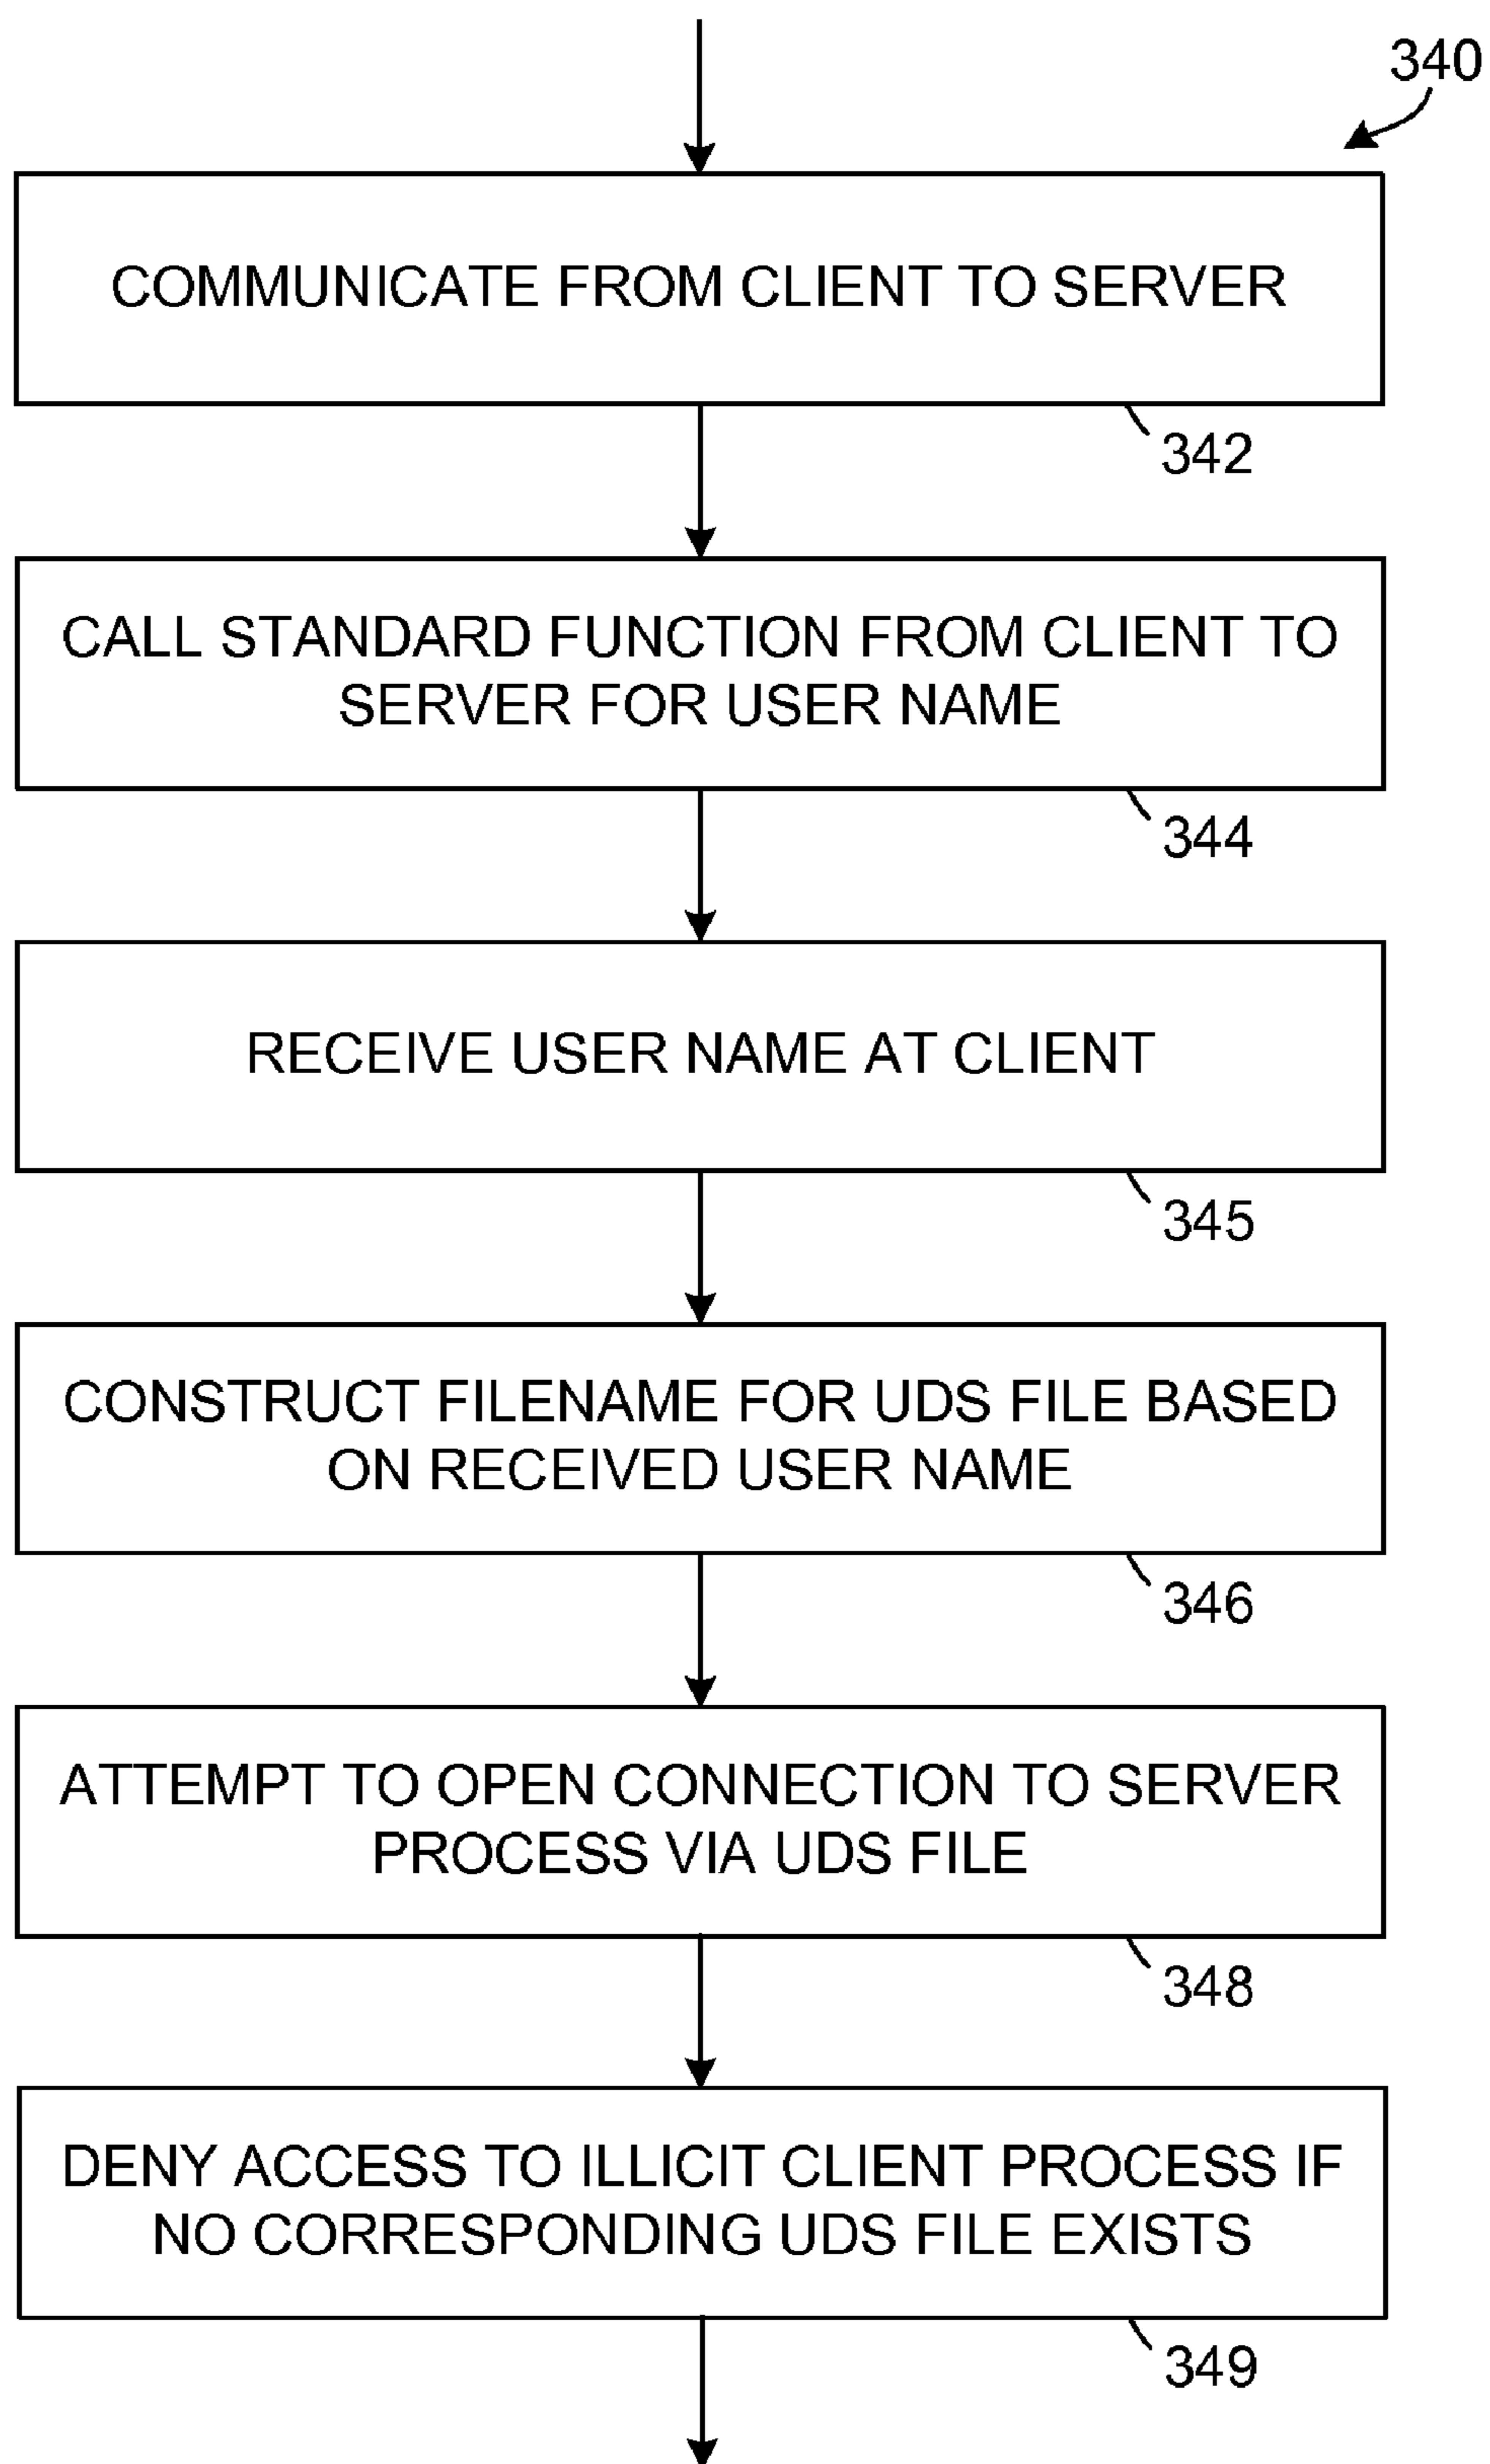 340
COMMUNICATE FROM CLIENT TO SERVER
342
CALL STANDARD FUNCTION FROM CLIENT TO
SERVER FOR USER NAME
344
RECEIVE USER NAME AT CLIENT
345
CONSTRUCT FILENAME FOR UDS FILE BASED
ON RECEIVED USER NAME
346
ATTEMPT TO OPEN CONNECTION TO SERVER
PROCESS VIA UDS FILE
348
DENY ACCESS TO ILLICIT CLIENT PROCESS IF
NO CORRESPONDING UDS FILE EXISTS
349